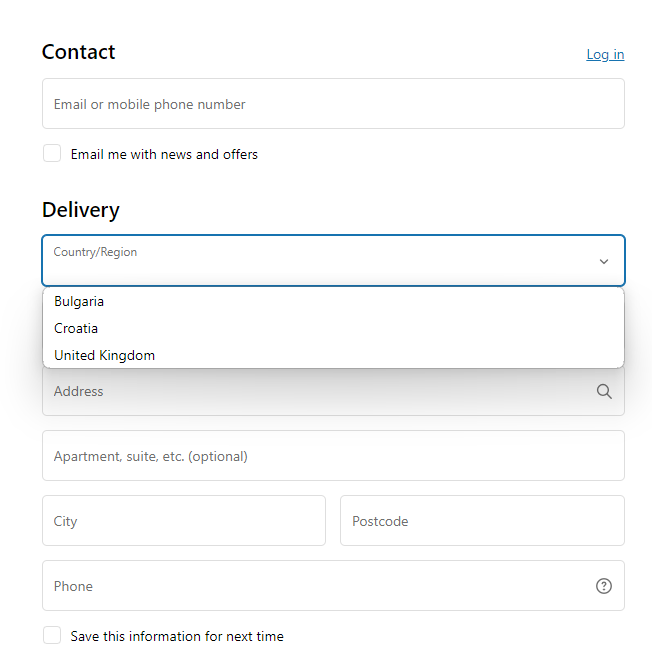 Contact
Log in
Email or mobile phone number
Email me with news and offers
Delivery
Country/Region
Bulgaria
Croatia
United Kingdom
Address
Apartment, suite, etc. (optional)
City
Postcode
Phone
Save this information for next time